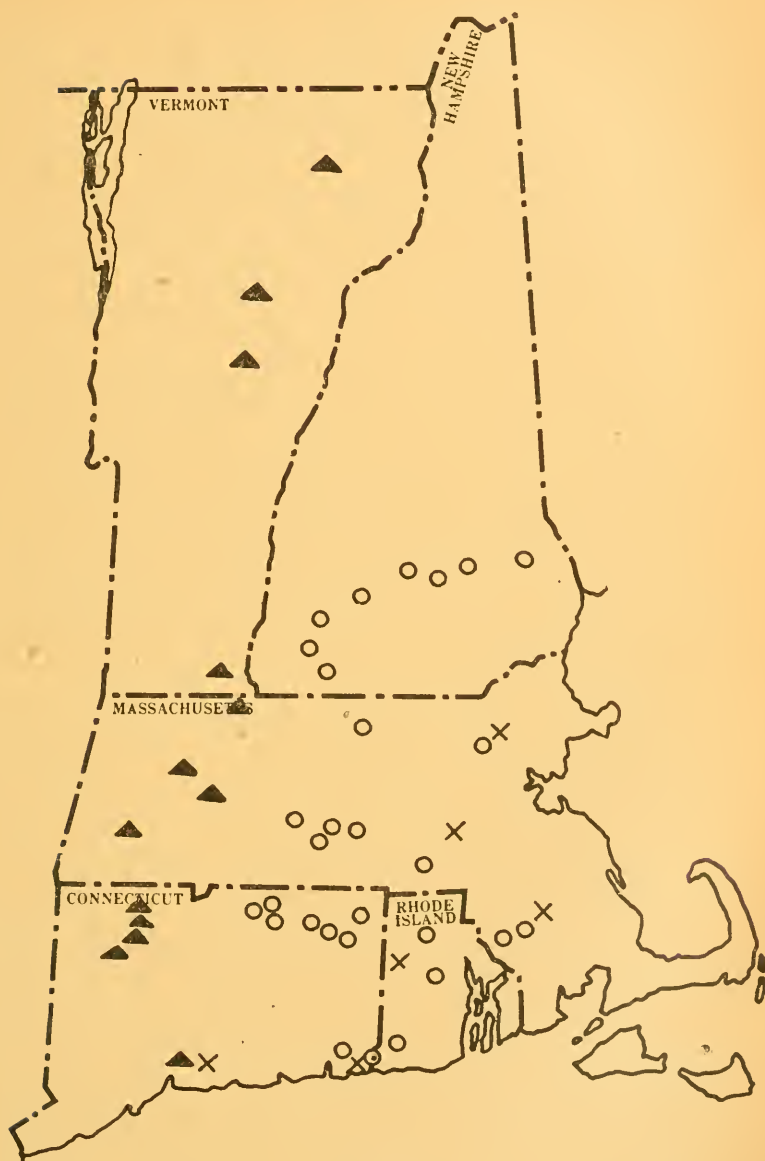 NEW
HAMPSHIRE
VERMONT
MASSACHUSETTS
CONNECTICUT
RHODE
ISLAND